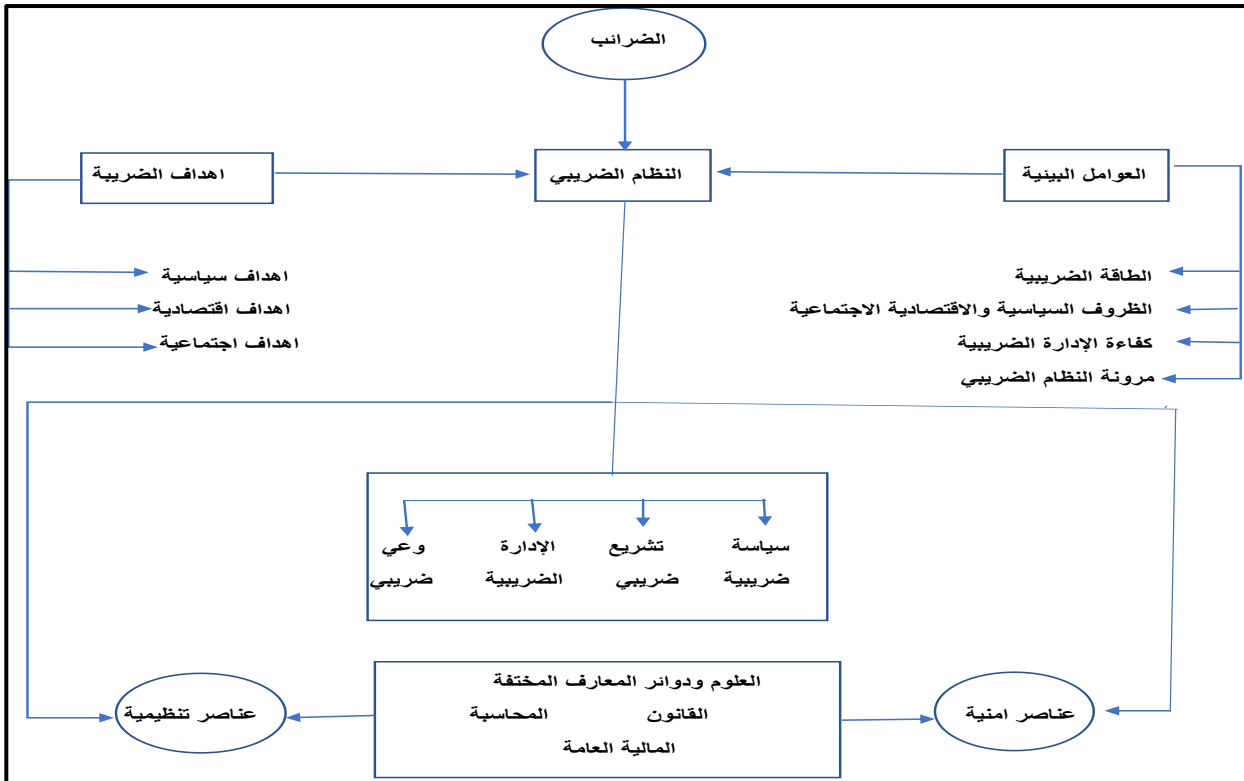 الضرائب
العوامل البيئية
النظام الضريبي
اهداف الضريبة
الطاقة الضريبية
الظروف السياسية والاقتصادية الاجتماعية
كفاءة الإدارة الضريبية
مرونة النظام الضريبي
اهداف سياسية
اهداف اقتصادية
اهداف اجتماعية
سياسة
ضريبية
تشريع
ضريبي
الإدارة
الضريبية
وعي
ضريبي
عناصر امنية
العلوم ودوائر المعارف المختفة
القانون المحاسبة
المالية العامة
عناصر تنظيمية